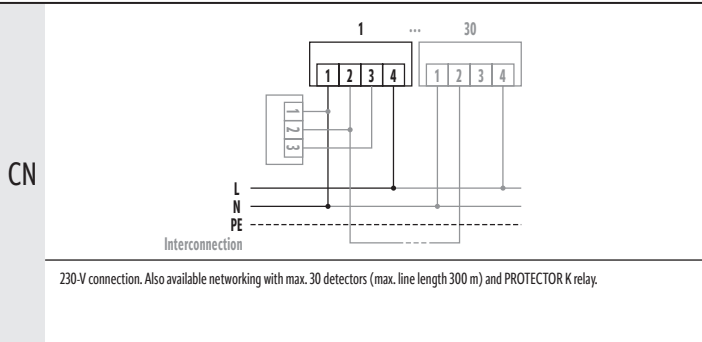 1 ... 30
1 2 3 4 1 2 3 4
1
2
3
CN
L
N
PE
Interconnection
230-V connection. Also available networking with max. 30 detectors (max. line length 300 m) and PROTECTOR K relay.